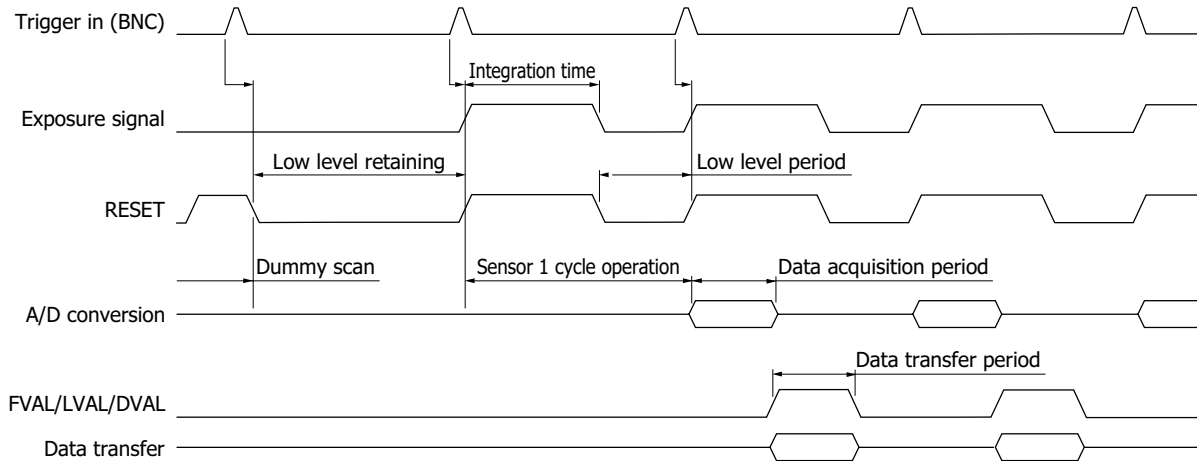 Trigger in (BNC)
Integration time
Exposure signal
Low level retaining
Low level period
RESET
Dummy scan
Sensor 1 cycle operation
Data acquisition period
A/D conversion
Data transfer period
FVAL/LVAL/DVAL
Data transfer